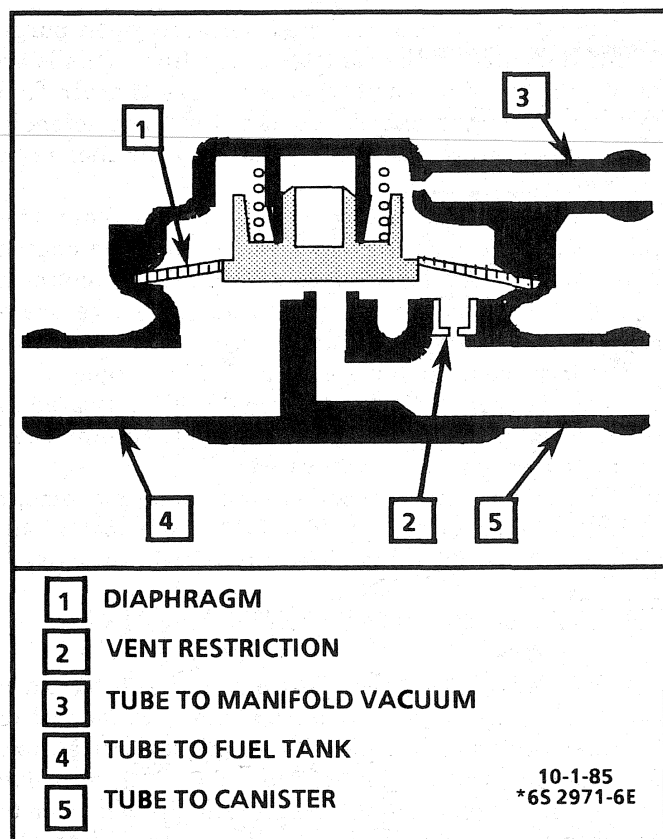 3
1
4
2
5
1 DIAPHRAGM
2 VENT RESTRICTION
3 TUBE TO MANIFOLD VACUUM
4 TUBE TO FUEL TANK
5 TUBE TO CANISTER
10-1-85
*6S 2971-6E